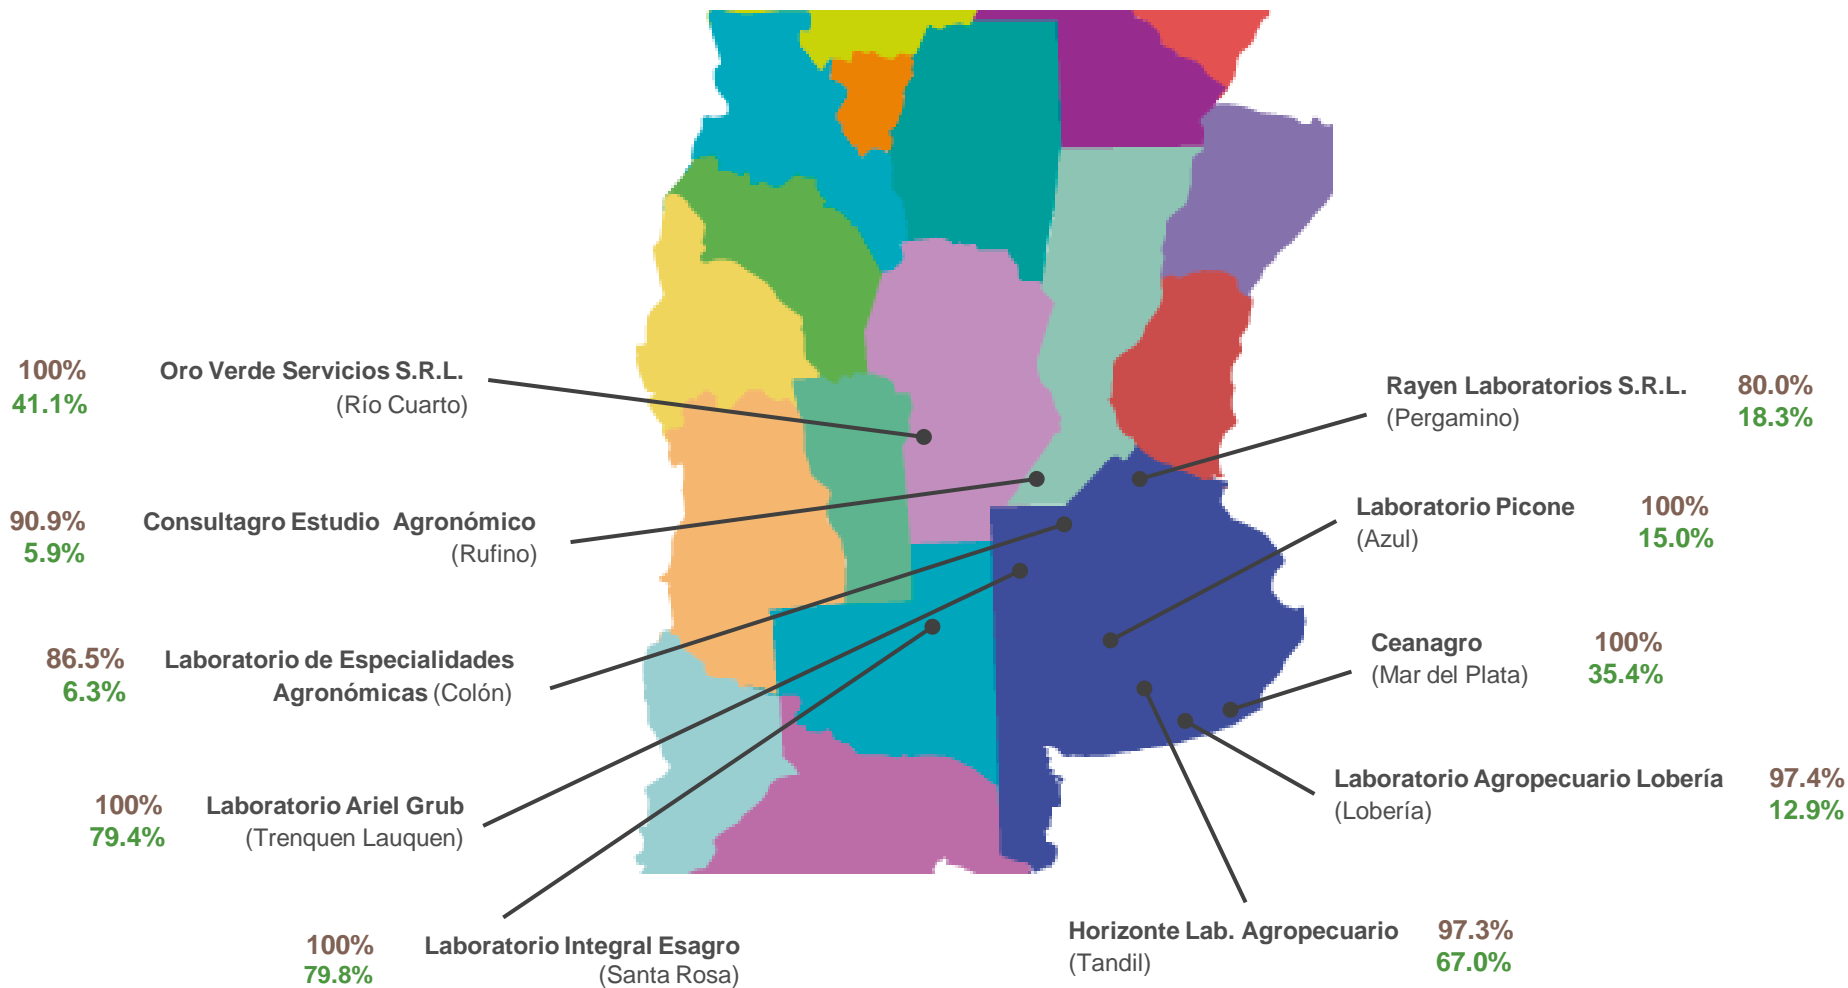 100%
Oro Verde Servicios S.R.L.
41.1%
(Río Cuarto)
90.9%
Consultagro Estudio Agronómico
5.9%
(Rufino)
86.5%
Laboratorio de Especialidades
6.3%
Agronómicas (Colón)
100%
Laboratorio Ariel Grub
79.4%
(Trenquen Lauquen)
100%
Laboratorio Integral Esagro
79.8%
(Santa Rosa)
Rayen Laboratorios S.R.L.
80.0%
(Pergamino)
18.3%
Laboratorio Picone
100%
(Azul)
15.0%
Ceanagro
100%
(Mar del Plata)
35.4%
Laboratorio Agropecuario Lobería
97.4%
(Lobería)
12.9%
Horizonte Lab. Agropecuario
97.3%
(Tandil)
67.0%